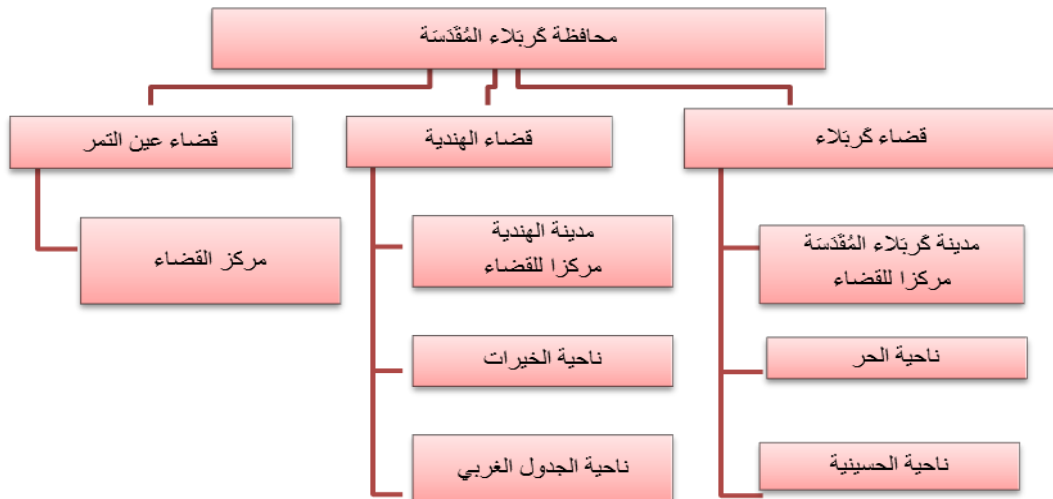 محافظة كَربَلاء المُقَدَسَة
قضاء كَربَلاء
قضاء الهندية
قضاء عين التمر
مدينة كَربَلاء المُقَدَسَة
مركزا للقضاء
ناحية الحر
ناحية الحسينية
مدينة الهندية
مركزا للقضاء
ناحية الخيرات
ناحية الجدول الغربي
مركز القضاء